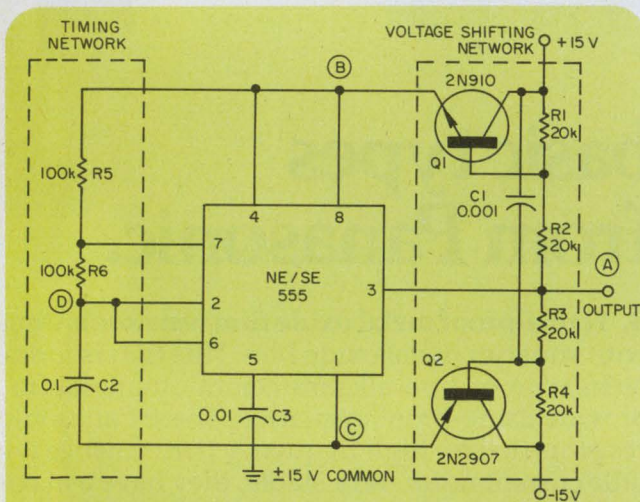 TIMING
NETWORK
VOLTAGE SHIFTING
NETWORK
+15 V
B
2N910
R1
20k
Q1
C1
0.001
100k R5
4
8
R2
20k
7
A
100k R6
NE/SE
555
3
D
2
OUTPUT
6
R3
20k
5
1
Q2
0.1 C2
R4
20k
0.01 C3
C
2N2907
±15 V COMMON
-15V